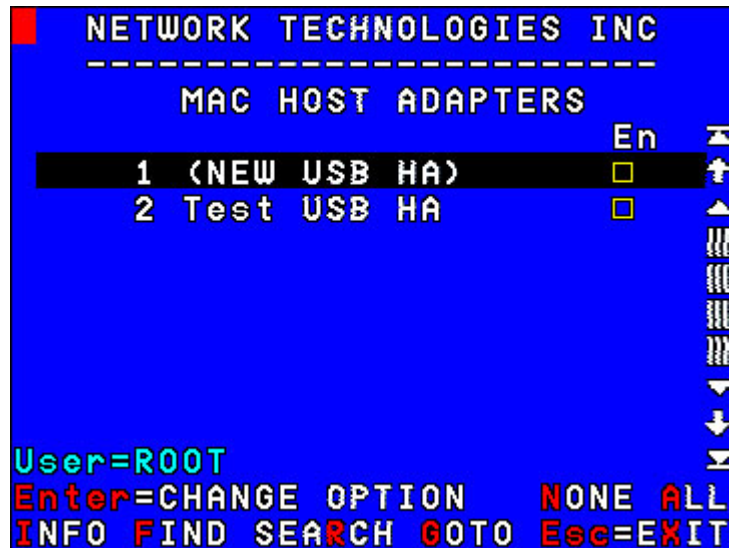 NETWORK TECHNOLOGIES INC
-------------------------
MAC HOST ADAPTERS
En
1 (NEW USB HA)
2 Test USB HA
User=ROOT
Enter=CHANGE OPTION NONE ALL
INFO FIND SEARCH GOTO Esc=EXIT